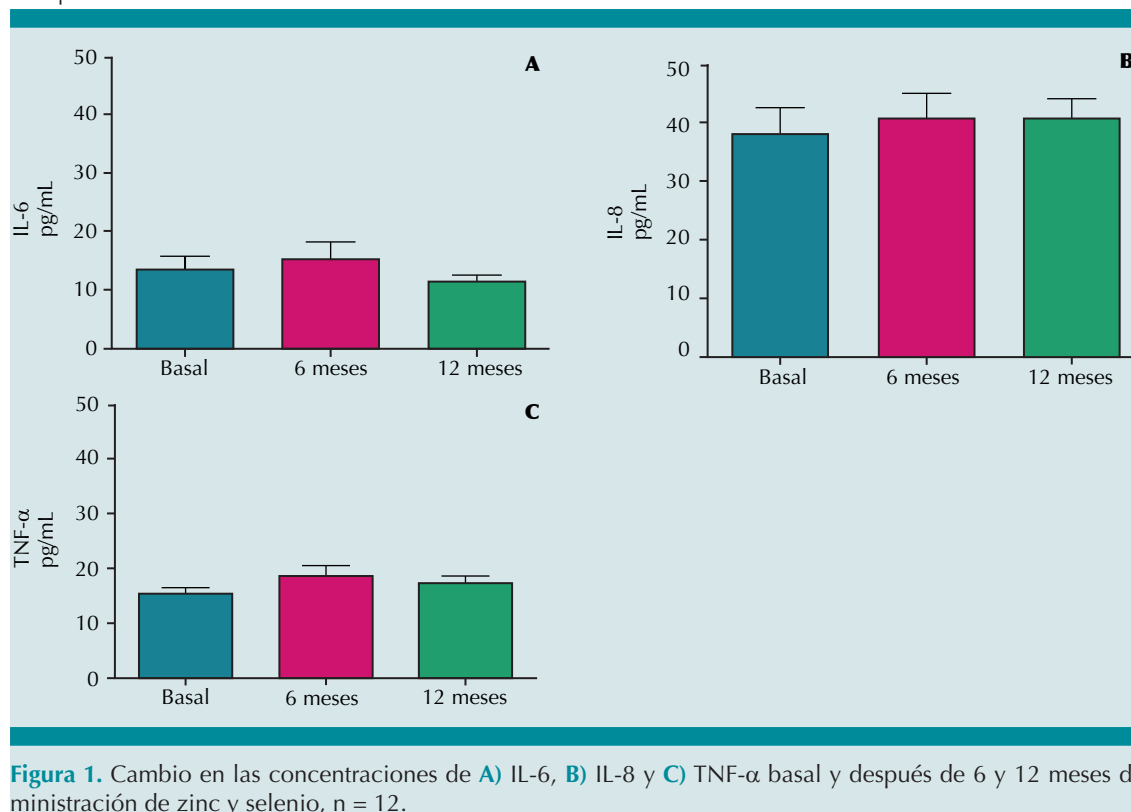 A
50
40
30
20
10
0
IL-6
pg/mL
Basal 6 meses 12 meses
B
50
40
30
20
10
0
IL-8
pg/mL
Basal 6 meses 12 meses
C
50
40
30
20
10
0
TNF-α
pg/mL
Basal 6 meses 12 meses
Figura 1. Cambio en las concentraciones de A) IL-6, B) IL-8 y C) TNF-α basal y después de 6 y 12 meses d
ministración de zinc y selenio, n = 12.